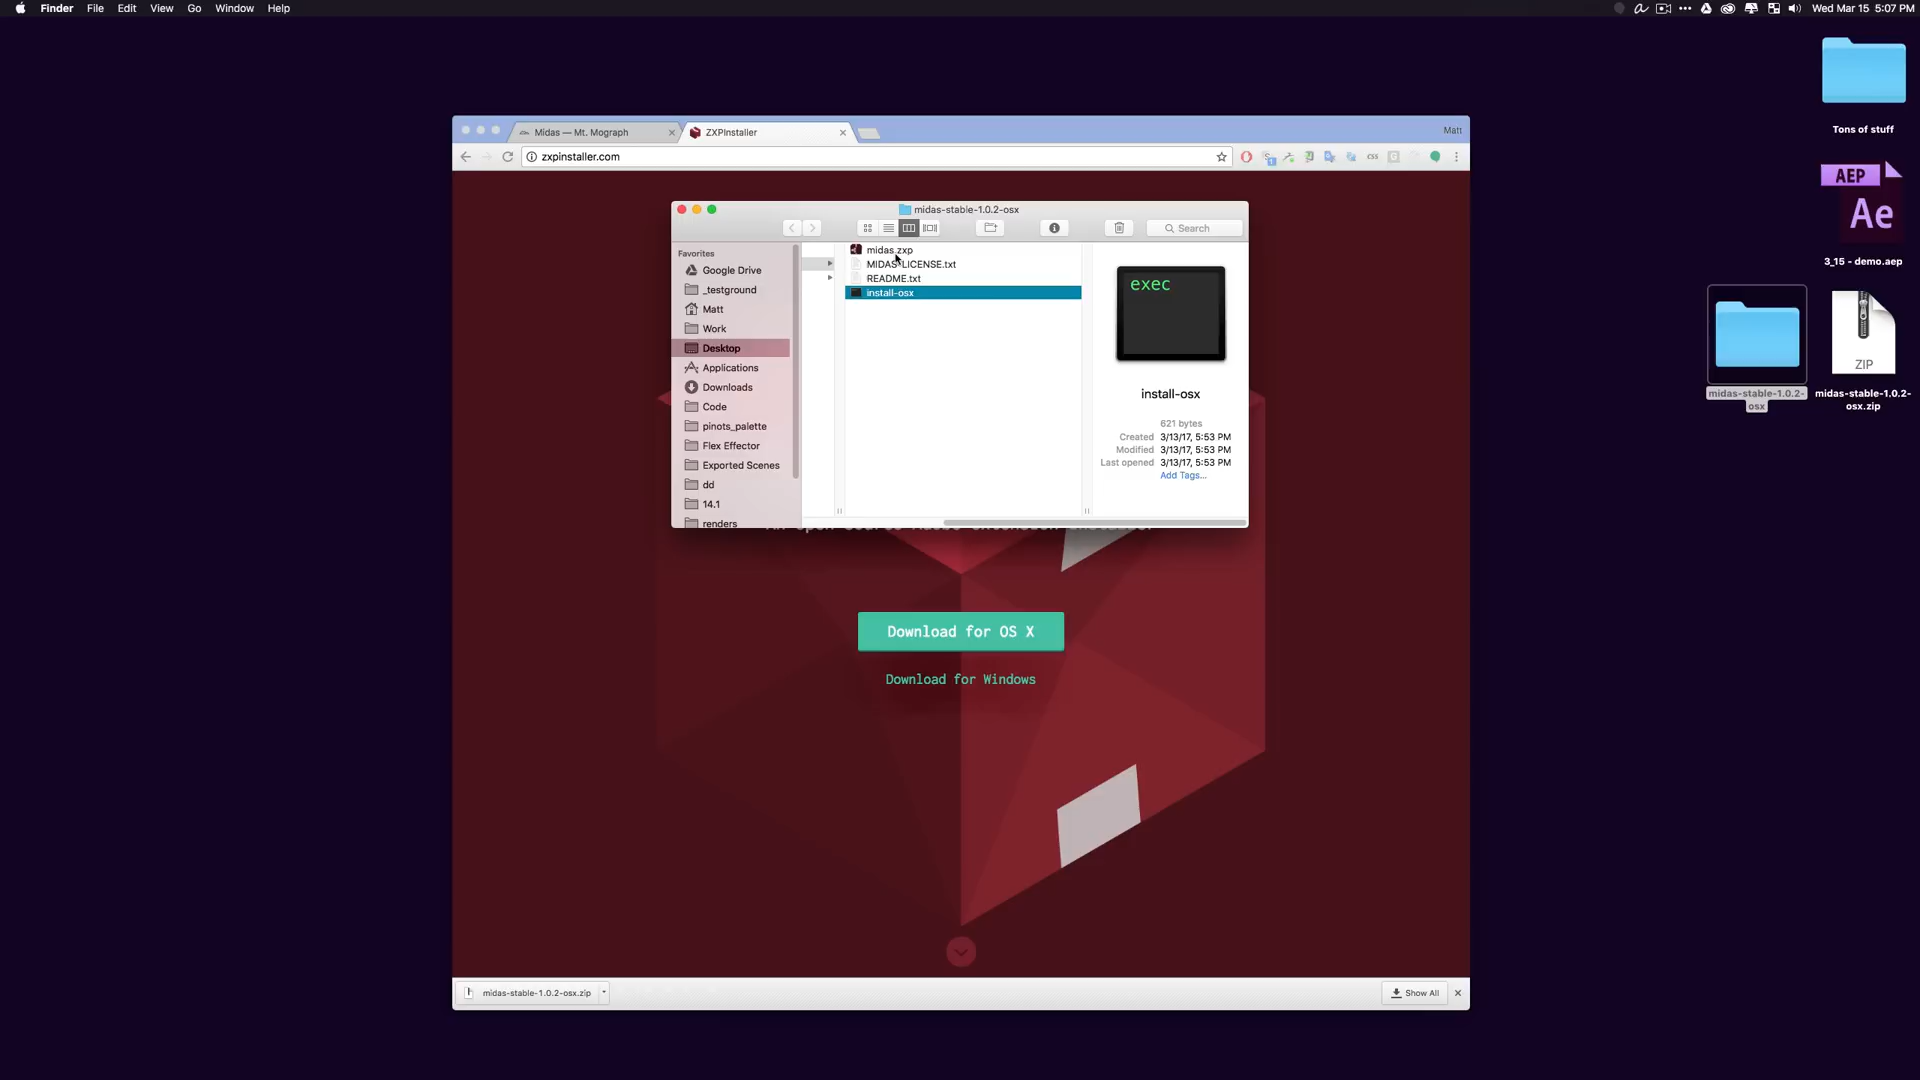 Finder File Edit View Go Window Help
Wed Mar 15 5:07 PM
Tons of stuff
AEP
Ae
3_15 - demo.aep
midas-stable-1.0.2-
osx
ZIP
midas-stable-1.0.2-
osx.zip
Midas — Mt. Mograph
ZXPInstaller
Matt
zxpinstaller.com
CSS
midas-stable-1.0.2-osx
Search
Favorites
Google Drive
_testground
Matt
Work
Desktop
Applications
Downloads
Code
pinots_palette
Flex Effector
Exported Scenes
dd
14.1
renders
midas.zxp
MIDAS-LICENSE.txt
README.txt
install-osx
exec
install-osx
621 bytes
Created 3/13/17, 5:53 PM
Modified 3/13/17, 5:53 PM
Last opened 3/13/17, 5:53 PM
Add Tags...
Download for OS X
Download for Windows
midas-stable-1.0.2-osx.zip
Show All